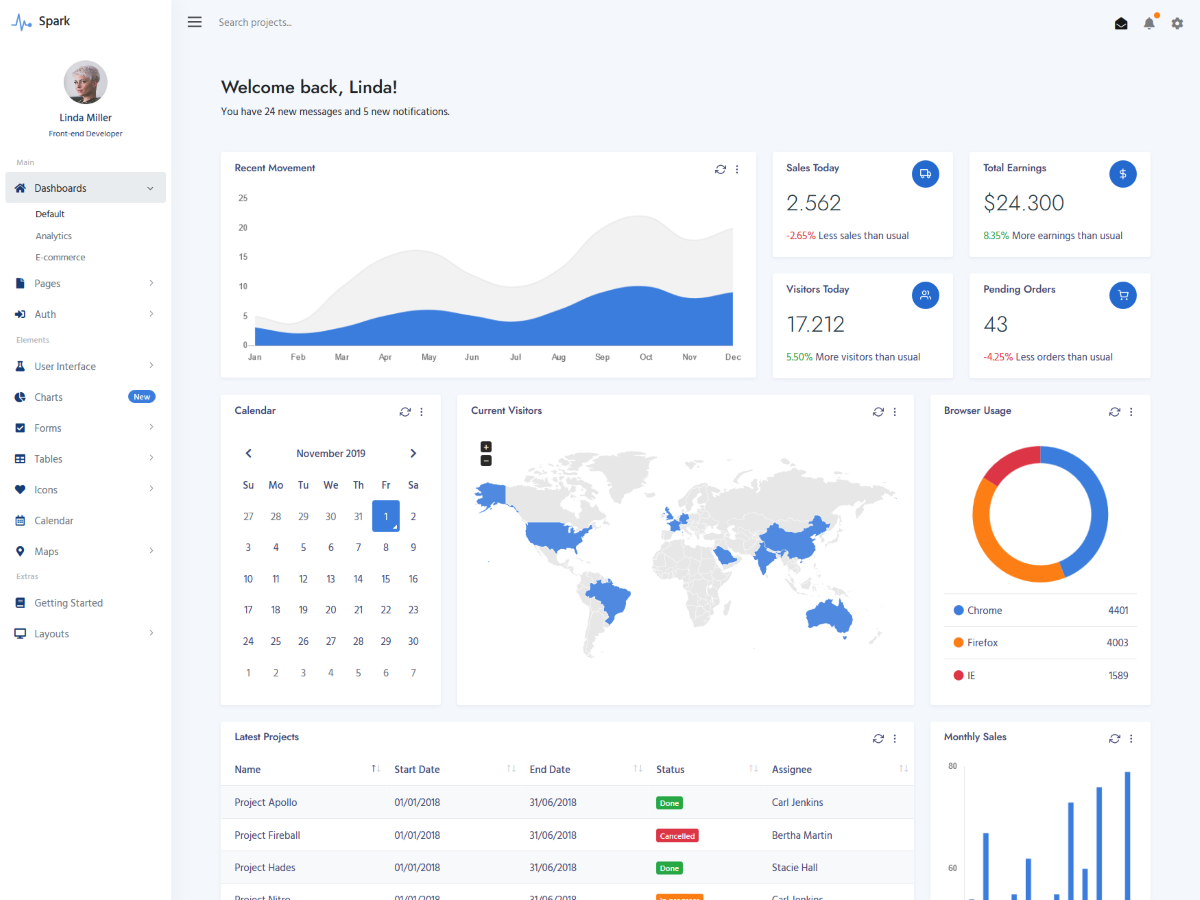 Spark
Search projects...
Linda Miller
Front-end Developer
Main
Dashboards
Default
Analytics
E-commerce
Pages
Auth
Elements
User Interface
Charts New
Forms
Tables
Icons
Calendar
Maps
Extras
Getting Started
Layouts
Welcome back, Linda!
You have 24 new messages and 5 new notifications.
Recent Movement
25
20
15
10
5
0
Jan Feb Mar Apr May Jun Jul Aug Sep Oct Nov Dec
Sales Today
2.562
-2.65% Less sales than usual
Total Earnings
$24.300
8.35% More earnings than usual
Visitors Today
17.212
5.50% More visitors than usual
Pending Orders
43
-4.25% Less orders than usual
Calendar
November 2019
Su Mo Tu We Th Fr Sa
27 28 29 30 31 1 2
3 4 5 6 7 8 9
10 11 12 13 14 15 16
17 18 19 20 21 22 23
24 25 26 27 28 29 30
1 2 3 4 5 6 7
Current Visitors
+
−
Browser Usage
Chrome 4401
Firefox 4003
IE 1589
Latest Projects
Name Start Date End Date Status Assignee
Project Apollo 01/01/2018 31/06/2018 Done Carl Jenkins
Project Fireball 01/01/2018 31/06/2018 Cancelled Bertha Martin
Project Hades 01/01/2018 31/06/2018 Done Stacie Hall
Project Nitro 01/01/2018 31/06/2018 Carl Jenkins
Monthly Sales
80
60